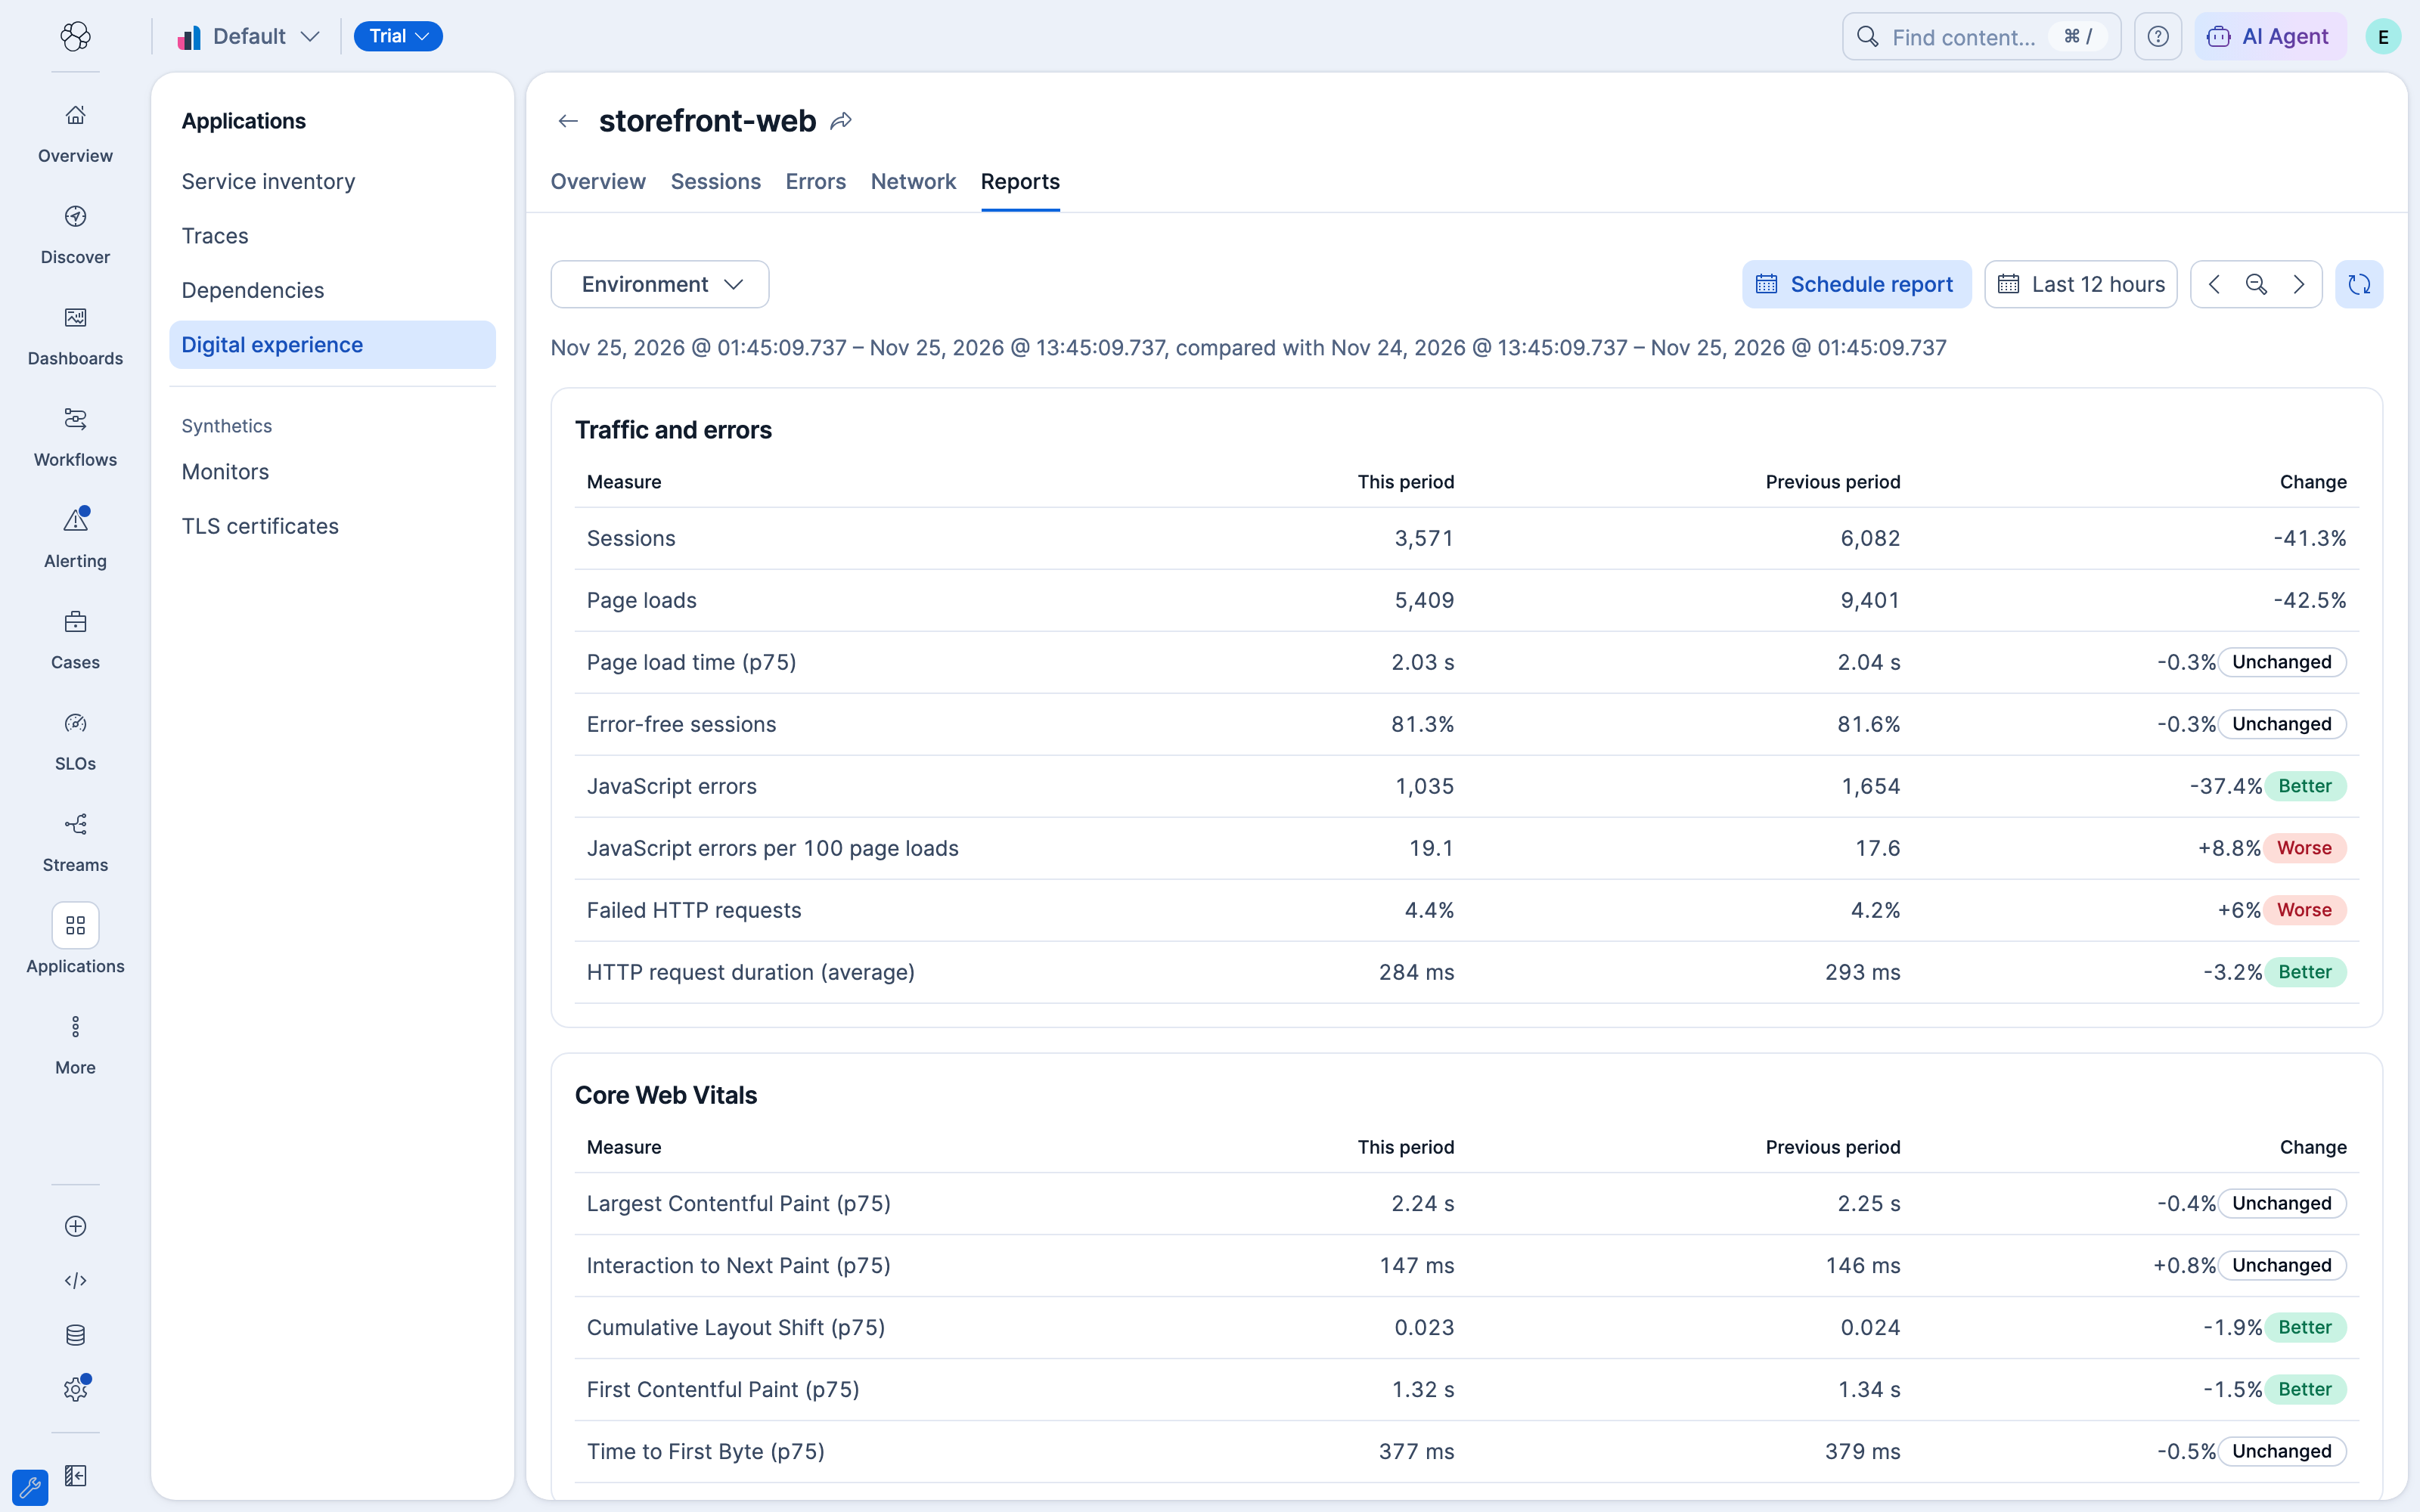 Default
Trial
Find content...
⌘ /
AI Agent
E
Overview
Discover
Dashboards
Workflows
Alerting
Cases
SLOs
Streams
Applications
More
Applications
Service inventory
Traces
Dependencies
Digital experience
Synthetics
Monitors
TLS certificates
storefront-web
Overview Sessions Errors Network Reports
Environment
Schedule report
Last 12 hours
Nov 25, 2026 @ 01:45:09.737 – Nov 25, 2026 @ 13:45:09.737, compared with Nov 24, 2026 @ 13:45:09.737 – Nov 25, 2026 @ 01:45:09.737
Traffic and errors
Measure This period Previous period Change
Sessions 3,571 6,082 -41.3%
Page loads 5,409 9,401 -42.5%
Page load time (p75) 2.03 s 2.04 s -0.3% Unchanged
Error-free sessions 81.3% 81.6% -0.3% Unchanged
JavaScript errors 1,035 1,654 -37.4% Better
JavaScript errors per 100 page loads 19.1 17.6 +8.8% Worse
Failed HTTP requests 4.4% 4.2% +6% Worse
HTTP request duration (average) 284 ms 293 ms -3.2% Better
Core Web Vitals
Measure This period Previous period Change
Largest Contentful Paint (p75) 2.24 s 2.25 s -0.4% Unchanged
Interaction to Next Paint (p75) 147 ms 146 ms +0.8% Unchanged
Cumulative Layout Shift (p75) 0.023 0.024 -1.9% Better
First Contentful Paint (p75) 1.32 s 1.34 s -1.5% Better
Time to First Byte (p75) 377 ms 379 ms -0.5% Unchanged